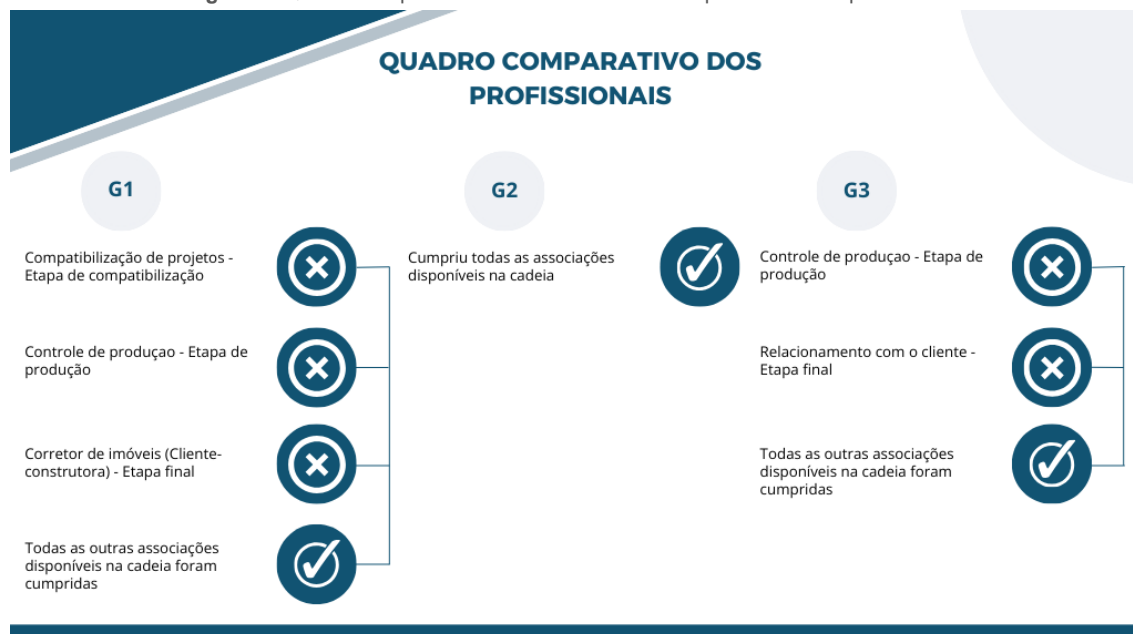 QUADRO COMPARATIVO DOS
PROFISSIONAIS
G1
Compatibilização de projetos -
Etapa de compatibilização
Controle de produçao - Etapa de
produção
Corretor de imóveis (Cliente-
construtora) - Etapa final
Todas as outras associações
disponíveis na cadeia foram
cumpridas
G2
Cumpriu todas as associações
disponíveis na cadeia
G3
Controle de produçao - Etapa de
produção
Relacionamento com o cliente -
Etapa final
Todas as outras associações
disponíveis na cadeia foram
cumpridas